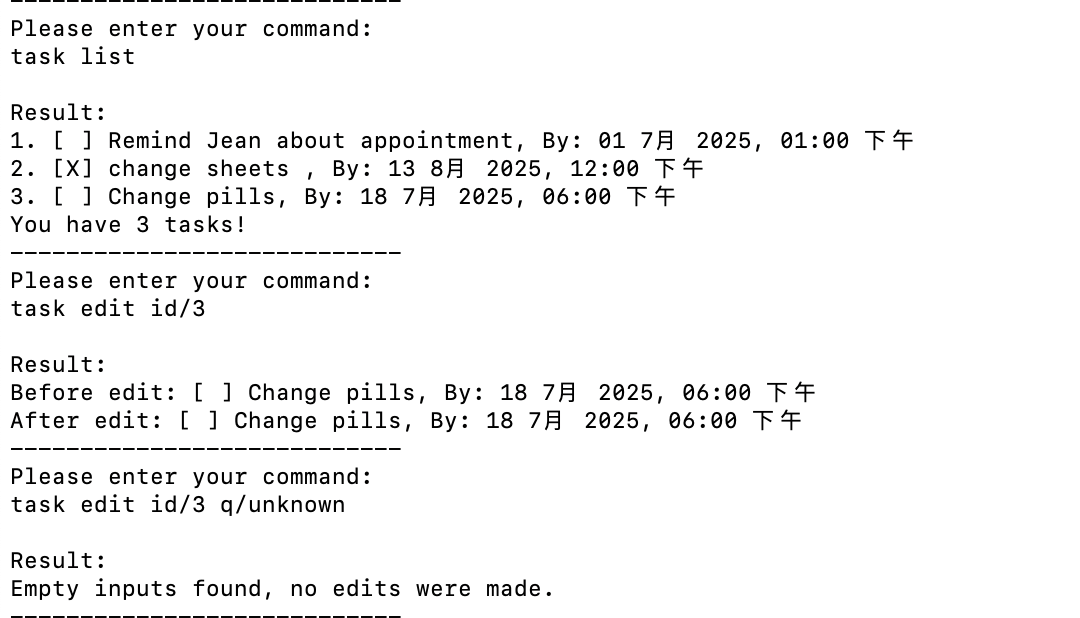 ----------------------------
Please enter your command:
task list
Result:
1. [ ] Remind Jean about appointment, By: 01 7月 2025, 01:00 下午
2. [X] change sheets , By: 13 8月 2025, 12:00 下午
3. [ ] Change pills, By: 18 7月 2025, 06:00 下午
You have 3 tasks!
----------------------------
Please enter your command:
task edit id/3
Result:
Before edit: [ ] Change pills, By: 18 7月 2025, 06:00 下午
After edit: [ ] Change pills, By: 18 7月 2025, 06:00 下午
----------------------------
Please enter your command:
task edit id/3 q/unknown
Result:
Empty inputs found, no edits were made.
----------------------------